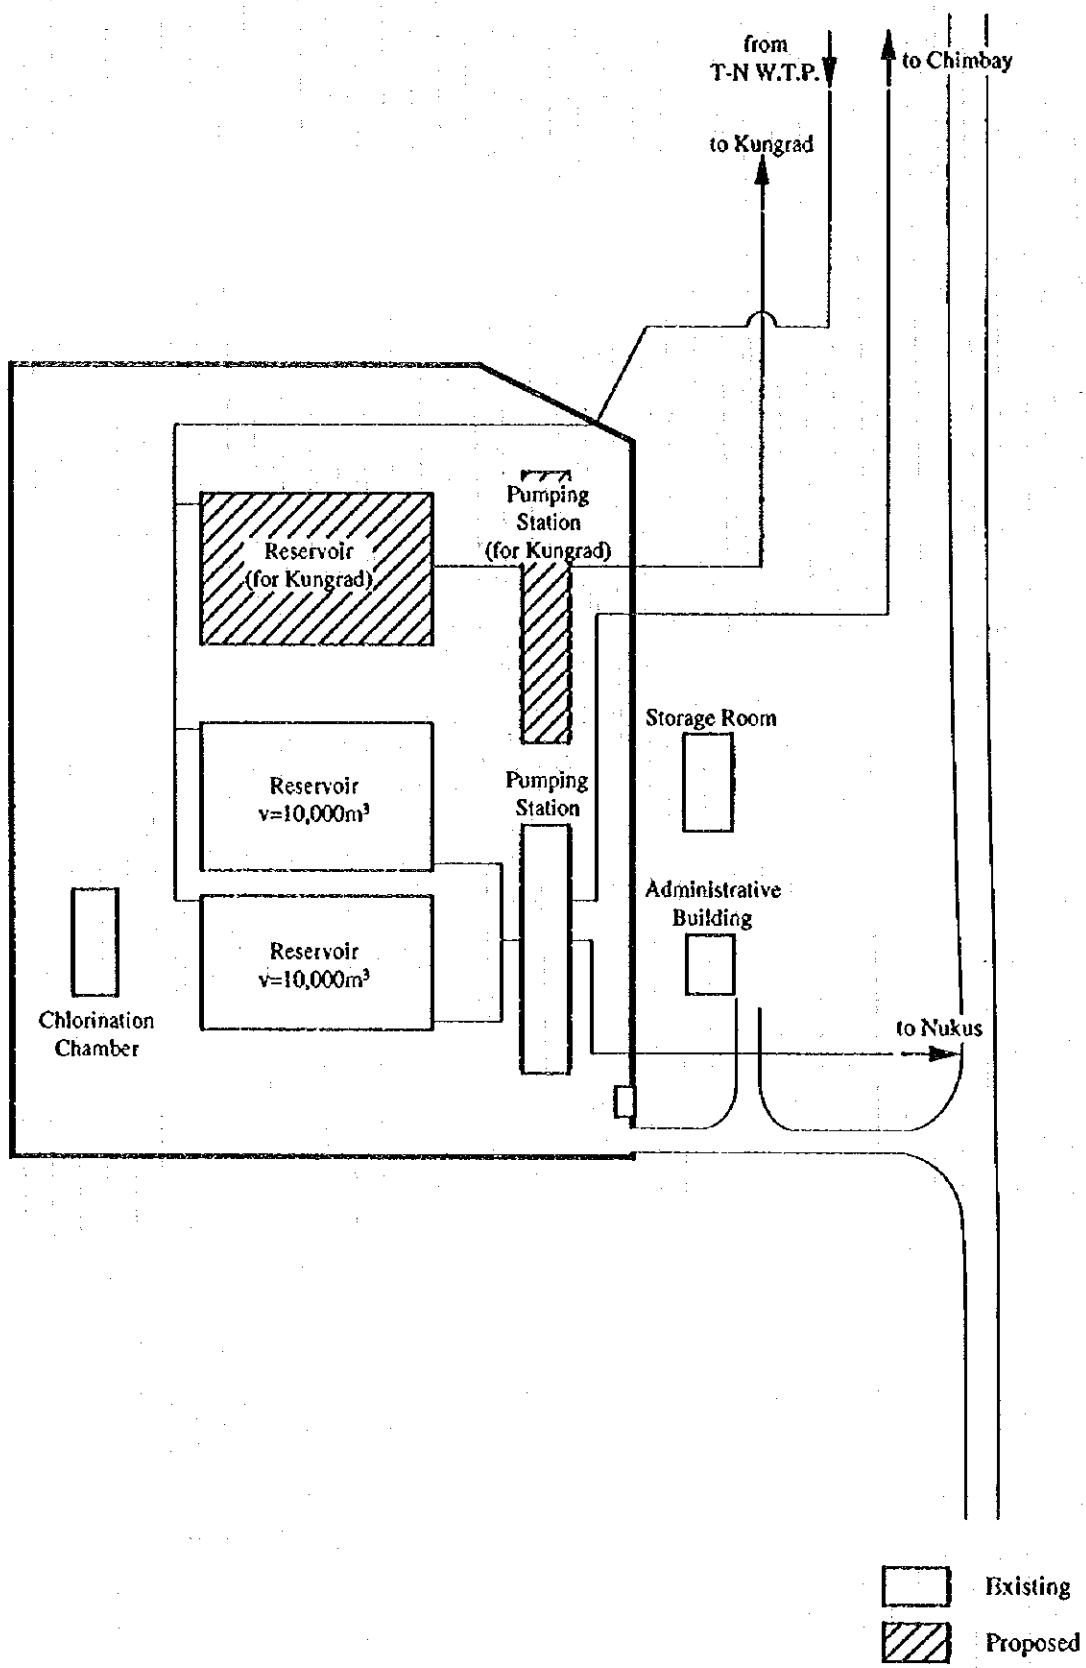 from
T-N W.T.P.
to Chimbay
to Kungrad
Pumping
Station
(for Kungrad)
Reservoir
(for Kungrad)
Storage Room
Reservoir
v=10,000m³
Pumping
Station
Administrative
Building
Reservoir
v=10,000m³
Chlorination
Chamber
to Nukus
Existing
Proposed